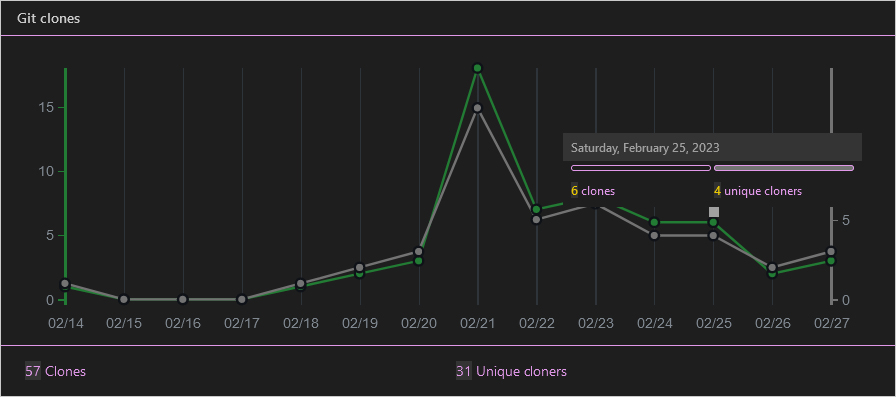 Git clones
15
10
5
0
Saturday, February 25, 2023
6 clones
4 unique cloners
5
0
02/14 02/15 02/16 02/17 02/18 02/19 02/20 02/21 02/22 02/23 02/24 02/25 02/26 02/27
57 Clones
31 Unique cloners